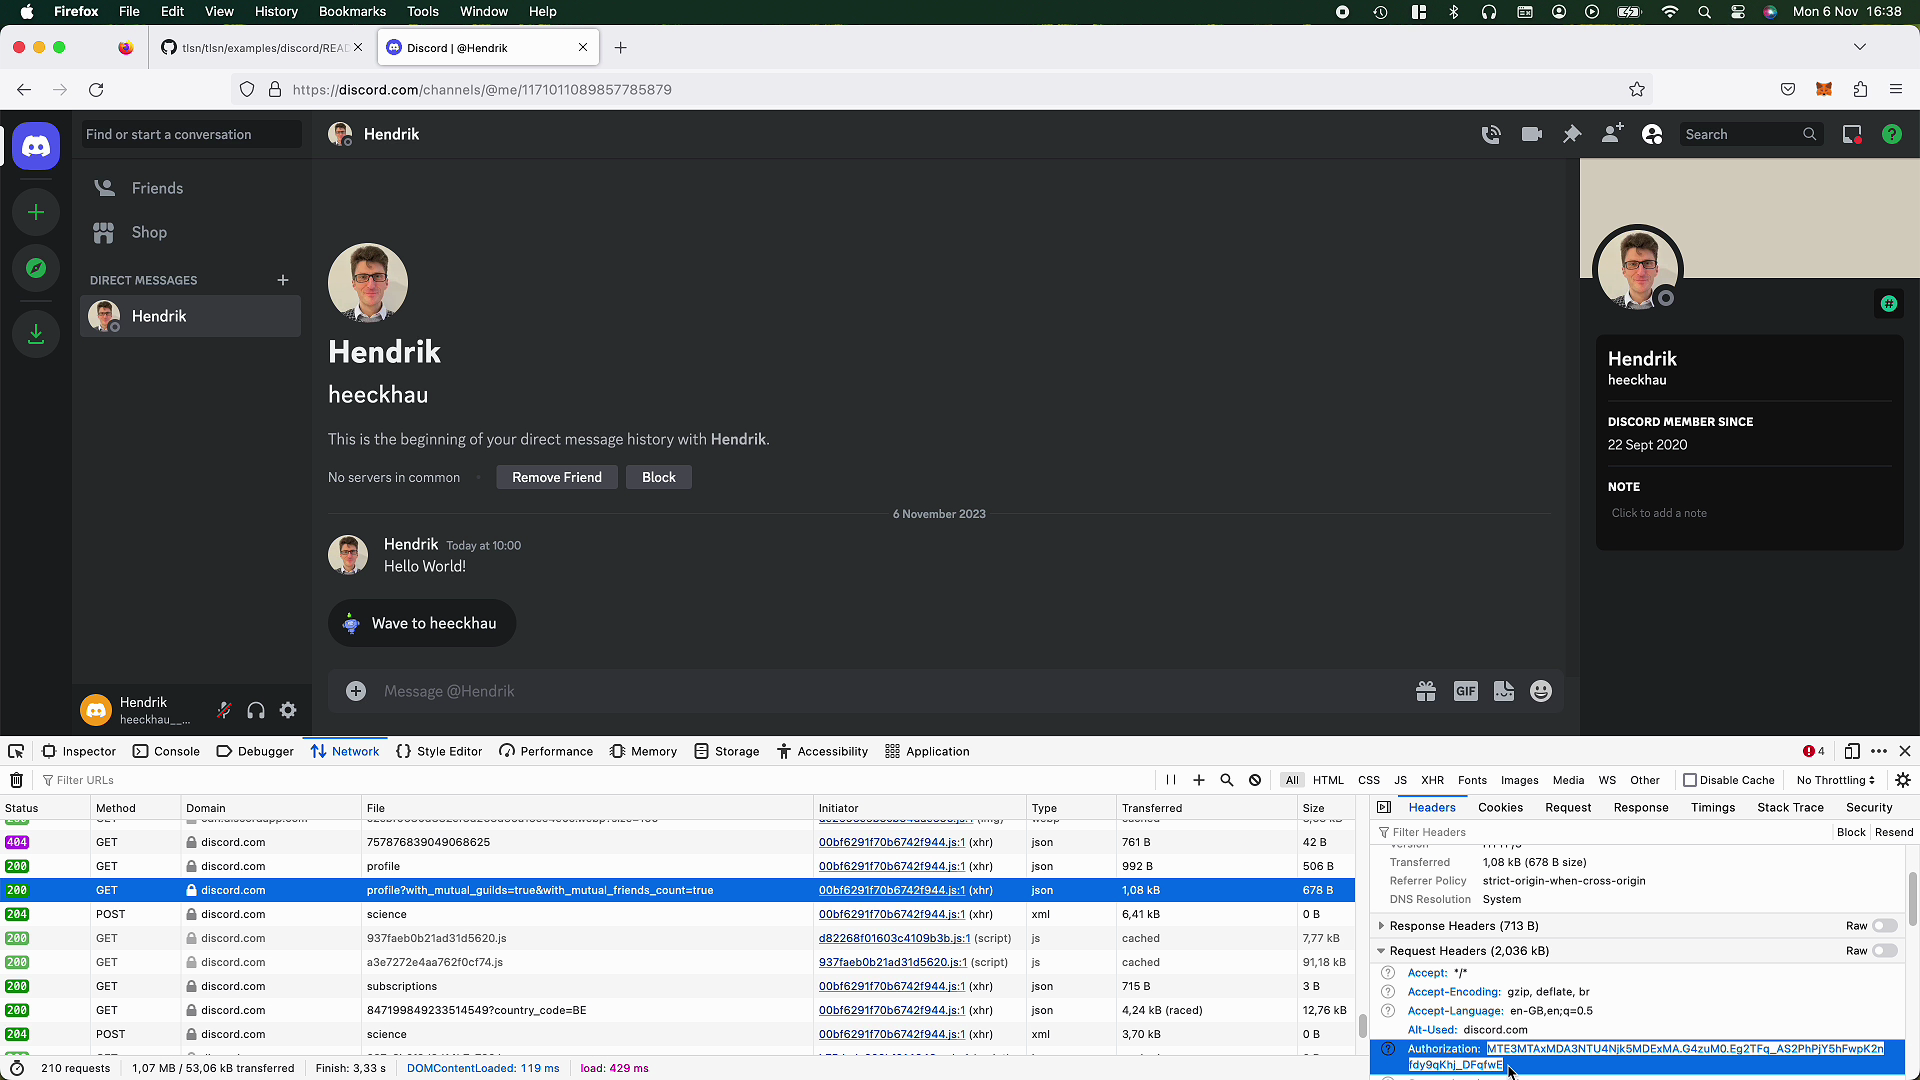 Firefox File Edit View History Bookmarks Tools Window Help Mon 6 Nov 16:38
tlsn/tlsn/examples/discord/READ
Discord | @Hendrik
https://discord.com/channels/@me/1171011089857785879
Find or start a conversation
Hendrik
Search
Friends
Shop
DIRECT MESSAGES
Hendrik
Hendrik
heeckhau
This is the beginning of your direct message history with Hendrik.
No servers in common Remove Friend Block
6 November 2023
Hendrik Today at 10:00
Hello World!
Wave to heeckhau
Message @Hendrik
GIF
Hendrik
heeckhau__...
Hendrik
heeckhau
DISCORD MEMBER SINCE
22 Sept 2020
NOTE
Click to add a note
Inspector Console Debugger Network Style Editor Performance Memory Storage Accessibility Application 4
Filter URLs All HTML CSS JS XHR Fonts Images Media WS Other Disable Cache No Throttling
Status Method Domain File Initiator Type Transferred Size
404 GET discord.com 757876839049068625 00bf6291f70b6742f944.js:1 (xhr) json 761 B 42 B
200 GET discord.com profile 00bf6291f70b6742f944.js:1 (xhr) json 992 B 506 B
200 GET discord.com profile?with_mutual_guilds=true&with_mutual_friends_count=true 00bf6291f70b6742f944.js:1 (xhr) json 1,08 kB 678 B
204 POST discord.com science 00bf6291f70b6742f944.js:1 (xhr) xml 6,41 kB 0 B
200 GET discord.com 937faeb0b21ad31d5620.js d82268f01603c4109b3b.js:1 (script) js cached 7,77 kB
200 GET discord.com a3e7272e4aa762f0cf74.js 937faeb0b21ad31d5620.js:1 (script) js cached 91,18 kB
200 GET discord.com subscriptions 00bf6291f70b6742f944.js:1 (xhr) json 715 B 3 B
200 GET discord.com 847199849233514549?country_code=BE 00bf6291f70b6742f944.js:1 (xhr) json 4,24 kB (raced) 12,76 kB
204 POST discord.com science 00bf6291f70b6742f944.js:1 (xhr) xml 3,70 kB 0 B
210 requests 1,07 MB / 53,06 kB transferred Finish: 3,33 s DOMContentLoaded: 119 ms load: 429 ms
Headers Cookies Request Response Timings Stack Trace Security
Filter Headers Block Resend
Transferred 1,08 kB (678 B size)
Referrer Policy strict-origin-when-cross-origin
DNS Resolution System
Response Headers (713 B) Raw
Request Headers (2,036 kB) Raw
Accept: */*
Accept-Encoding: gzip, deflate, br
Accept-Language: en-GB,en;q=0.5
Alt-Used: discord.com
Authorization: MTE3MTAxMDA3NTU4Njk5MDExMA.G4zuM0.Eg2TFq_AS2PhPjY5hFwpK2n
fdy9qKhj_DFqfwE